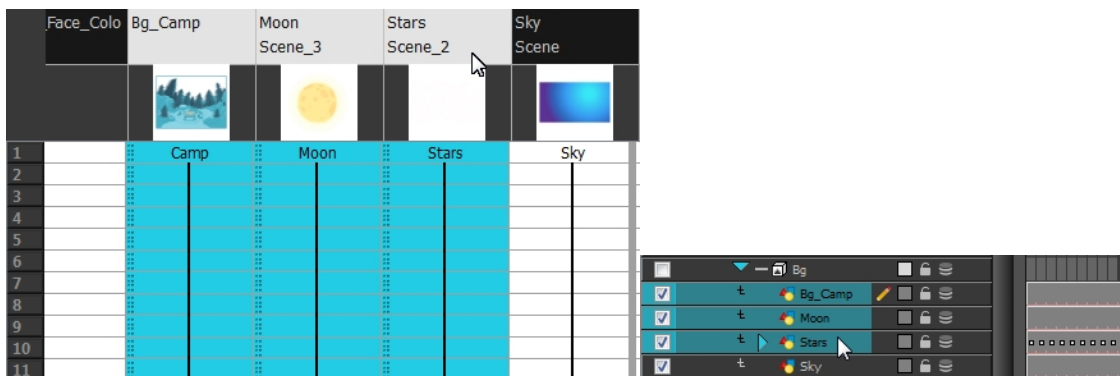 _Face_Colo Bg_Camp Moon Stars Sky
Scene_3 Scene_2 Scene
1 Camp Moon Stars Sky
2
3
4
5
6
7
8
9
10
11
Bg
Bg_Camp
Moon
Stars
Sky